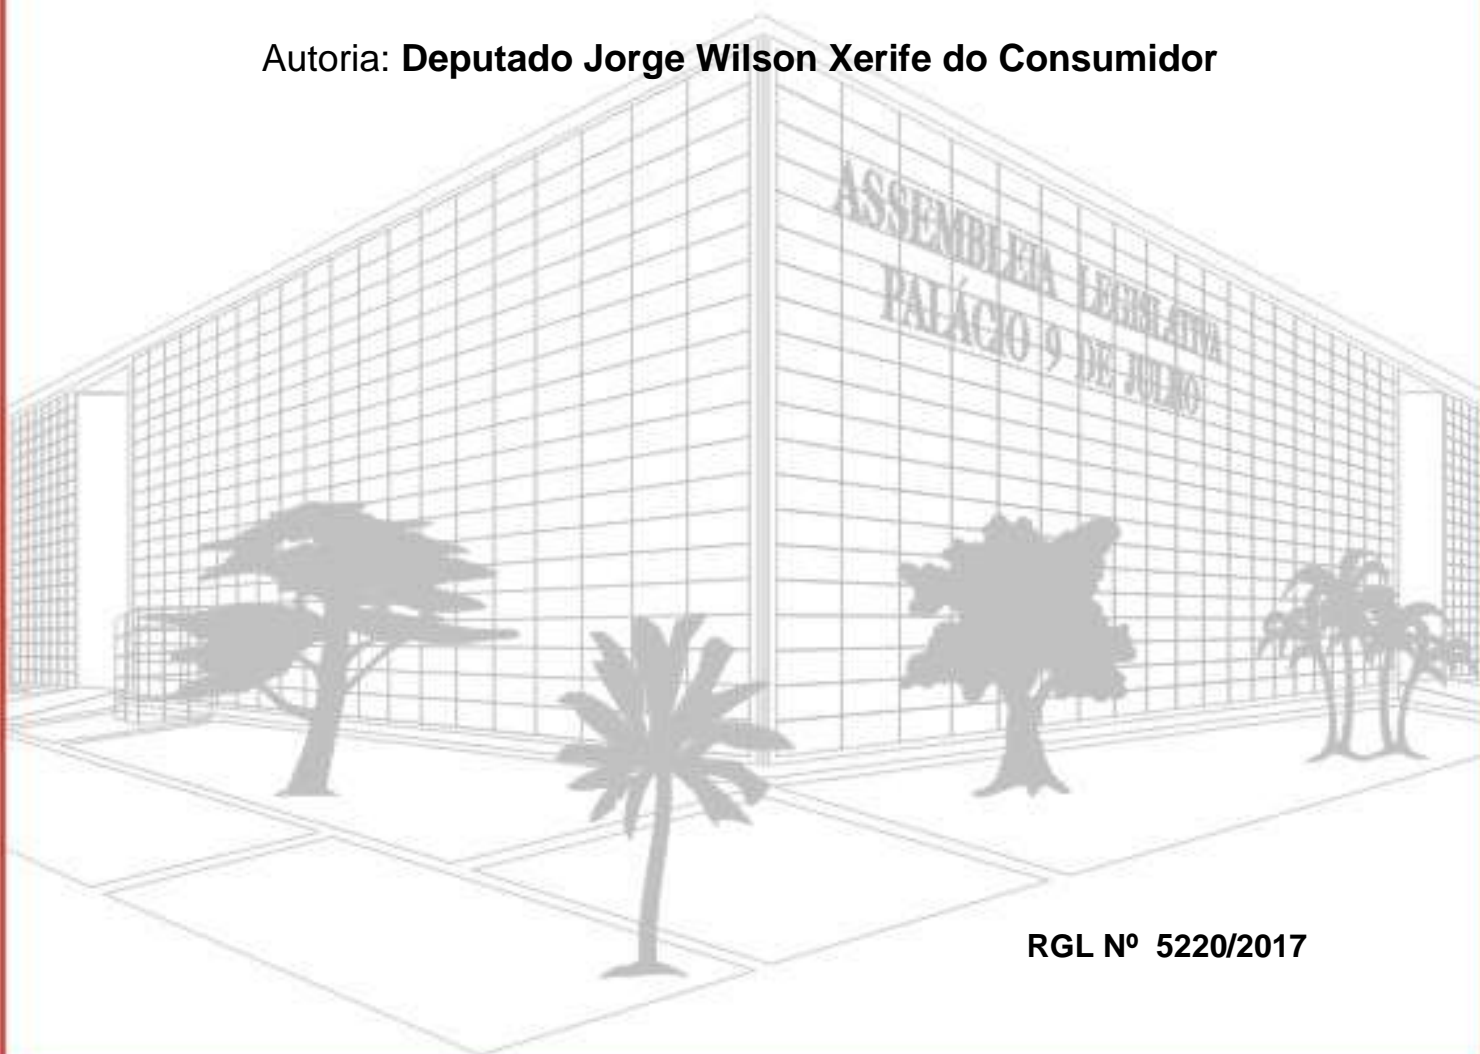 Autoria: Deputado Jorge Wilson Xerife do Consumidor
ASSEMBLEIA LEGISLATIVA
PALÁCIO 9 DE JULHO
RGL Nº 5220/2017